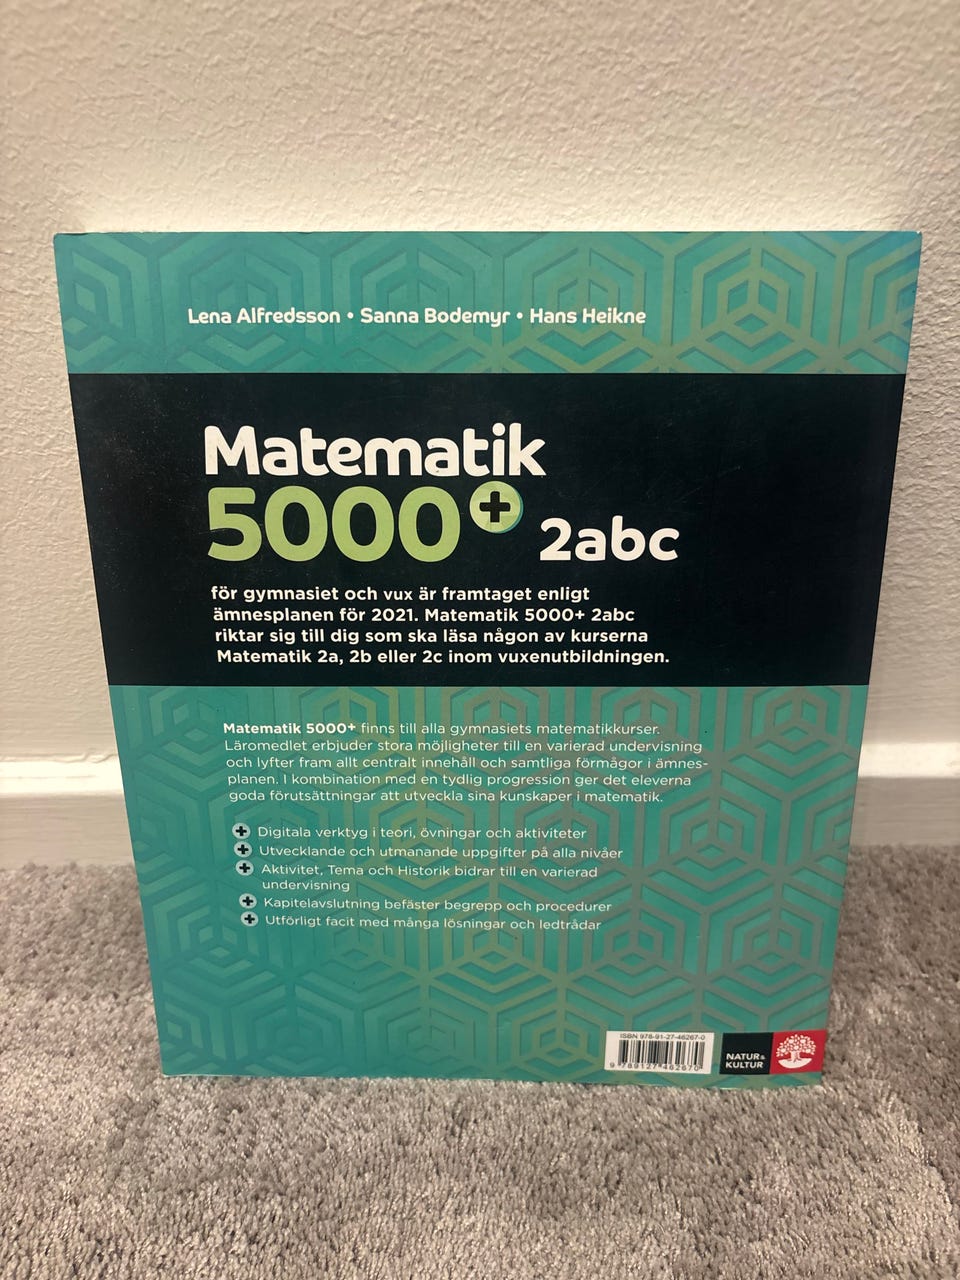 Lena Alfredsson • Sanna Bodemyr • Hans Heikne
Matematik
5000+ 2abc
för gymnasiet och vux är framtaget enligt
ämnesplanen för 2021. Matematik 5000+ 2abc
riktar sig till dig som ska läsa någon av kurserna
Matematik 2a, 2b eller 2c inom vuxenutbildningen.
Matematik 5000+ finns till alla gymnasiets matematikkurser.
Läromedlet erbjuder stora möjligheter till en varierad undervisning
och lyfter fram allt centralt innehåll och samtliga förmågor i ämnes-
planen. I kombination med en tydlig progression ger det eleverna
goda förutsättningar att utveckla sina kunskaper i matematik.
+ Digitala verktyg i teori, övningar och aktiviteter
+ Utvecklande och utmanande uppgifter på alla nivåer
+ Aktivitet, Tema och Historik bidrar till en varierad
undervisning
+ Kapitelavslutning befäster begrepp och procedurer
+ Utförligt facit med många lösningar och ledtrådar
ISBN 978-91-27-46267-0
9 789127 462670
NATUR &
KULTUR